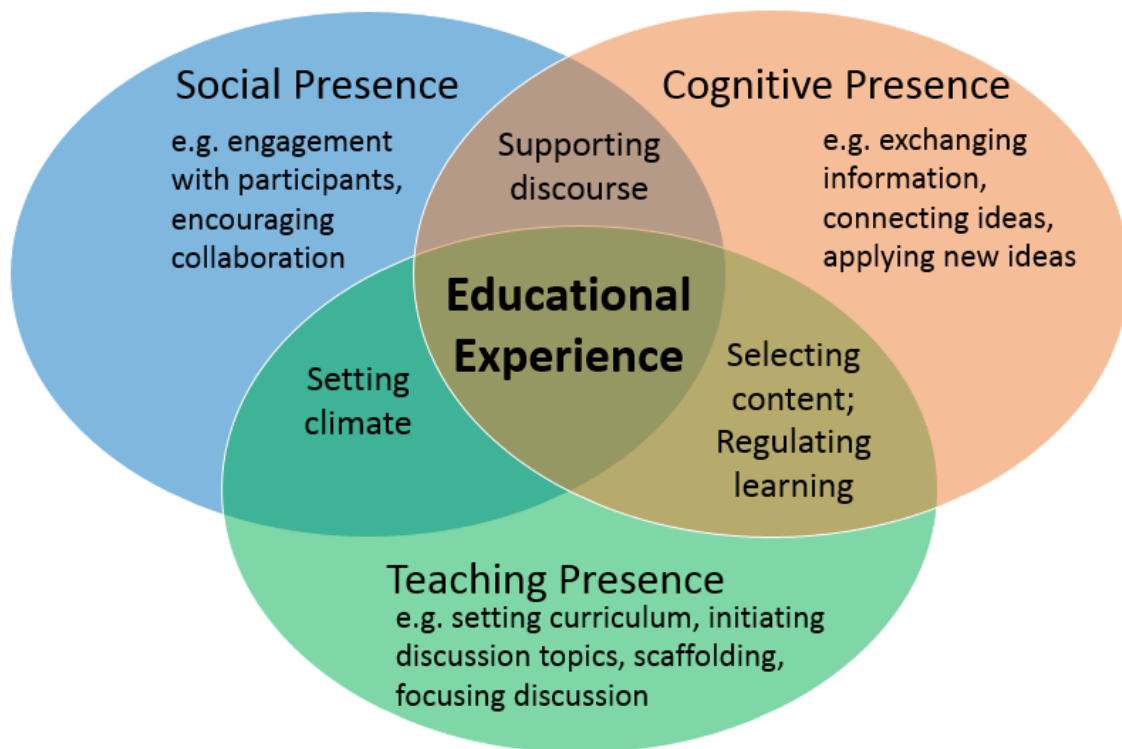 Social Presence
e.g. engagement
with participants,
encouraging
collaboration
Supporting
discourse
Cognitive Presence
e.g. exchanging
information,
connecting ideas,
applying new ideas
Educational
Experience
Setting
climate
Selecting
content;
Regulating
learning
Teaching Presence
e.g. setting curriculum, initiating
discussion topics, scaffolding,
focusing discussion